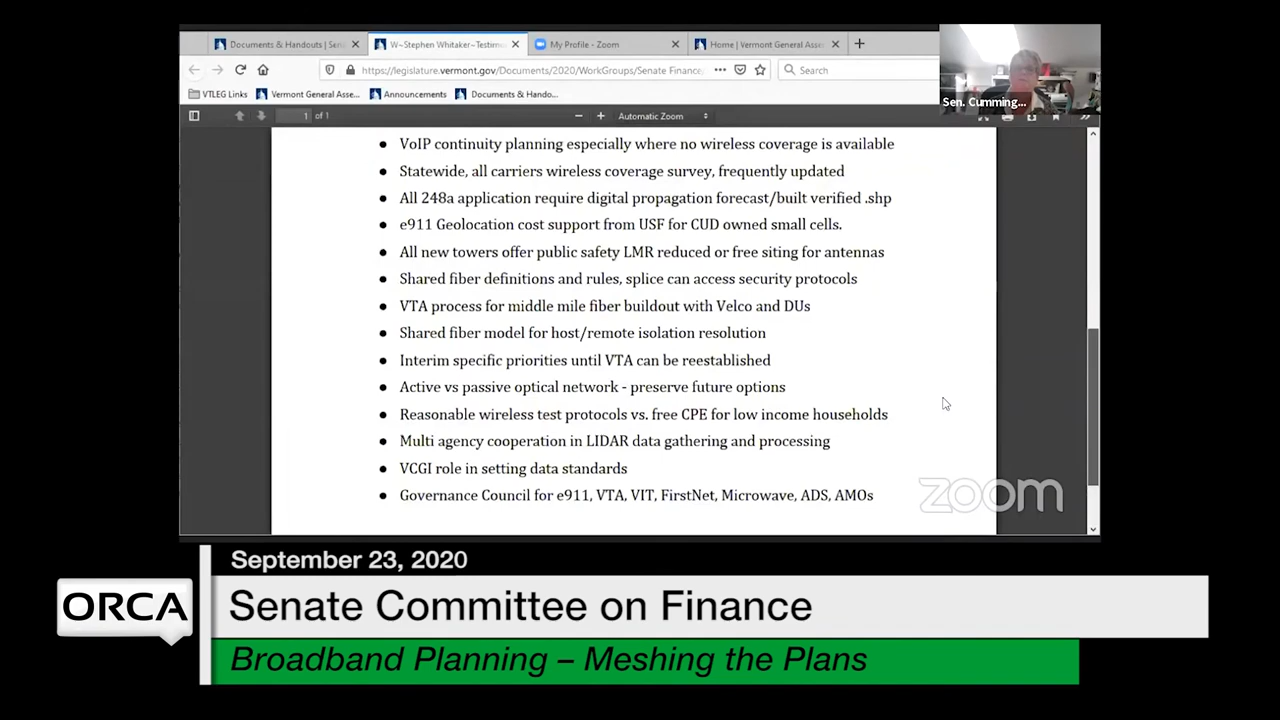 Documents & Handouts | Sen
W~Stephen Whitaker~Testimo
My Profile - Zoom
Home | Vermont General Asse
https://legislature.vermont.gov/Documents/2020/WorkGroups/Senate Finance
Search
VTLEG Links
Vermont General Asse...
Announcements
Documents & Hando...
Sen. Cumming...
1 of 1
Automatic Zoom
• VoIP continuity planning especially where no wireless coverage is available
• Statewide, all carriers wireless coverage survey, frequently updated
• All 248a application require digital propagation forecast/built verified .shp
• e911 Geolocation cost support from USF for CUD owned small cells.
• All new towers offer public safety LMR reduced or free siting for antennas
• Shared fiber definitions and rules, splice can access security protocols
• VTA process for middle mile fiber buildout with Velco and DUs
• Shared fiber model for host/remote isolation resolution
• Interim specific priorities until VTA can be reestablished
• Active vs passive optical network - preserve future options
• Reasonable wireless test protocols vs. free CPE for low income households
• Multi agency cooperation in LIDAR data gathering and processing
• VCGI role in setting data standards
• Governance Council for e911, VTA, VIT, FirstNet, Microwave, ADS, AMOs
zoom
September 23, 2020
ORCA
Senate Committee on Finance
Broadband Planning – Meshing the Plans